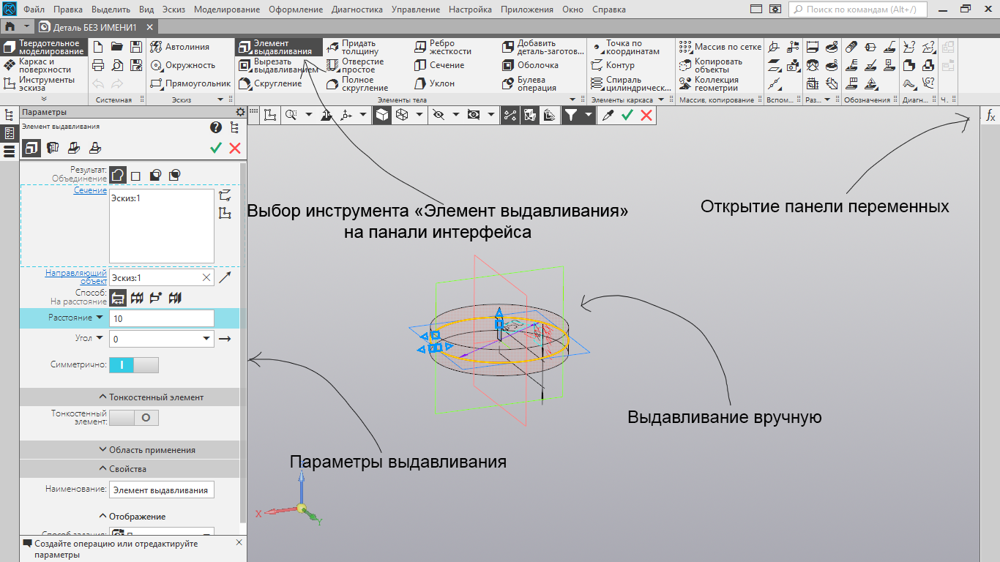 Файл Правка Выделить Вид Эскиз Моделирование Оформление Диагностика Управление Настройка Приложения Окно Справка
Поиск по командам (Alt+/)
Деталь БЕЗ ИМЕНИ1
Твердотельное
моделирование
Каркас и
поверхности
Инструменты
эскиза
Системная
Автолиния
Окружность
Прямоугольник
Эскиз
Элемент
выдавливания
Вырезать
выдавливанием
Скругление
Придать
толщину
Отверстие
простое
Полное
скругление
Ребро
жесткости
Сечение
Уклон
Добавить
деталь-заготов...
Оболочка
Булева
операция
Элементы тела
Точка по
координатам
Контур
Спираль
цилиндрическ...
Элементы каркаса
Массив по сетке
Копировать
объекты
Коллекция
геометрии
Массив, копирование
Вспом...
Раз...
Обозначения
Диагн...
Ч...
Параметры
Элемент выдавливания
Результат:
Объединение
Сечение
Эскиз:1
Направляющий
объект
Эскиз:1
Способ:
На расстояние
Расстояние 10
Угол 0
Симметрично:
Тонкостенный элемент
Тонкостенный
элемент:
Область применения
Свойства
Наименование: Элемент выдавливания
Отображение
Создайте операцию или отредактируйте
параметры
fx
Выбор инструмента «Элемент выдавливания»
на панали интерфейса
Открытие панели переменных
Выдавливание вручную
Параметры выдавливания
Z
X
Y